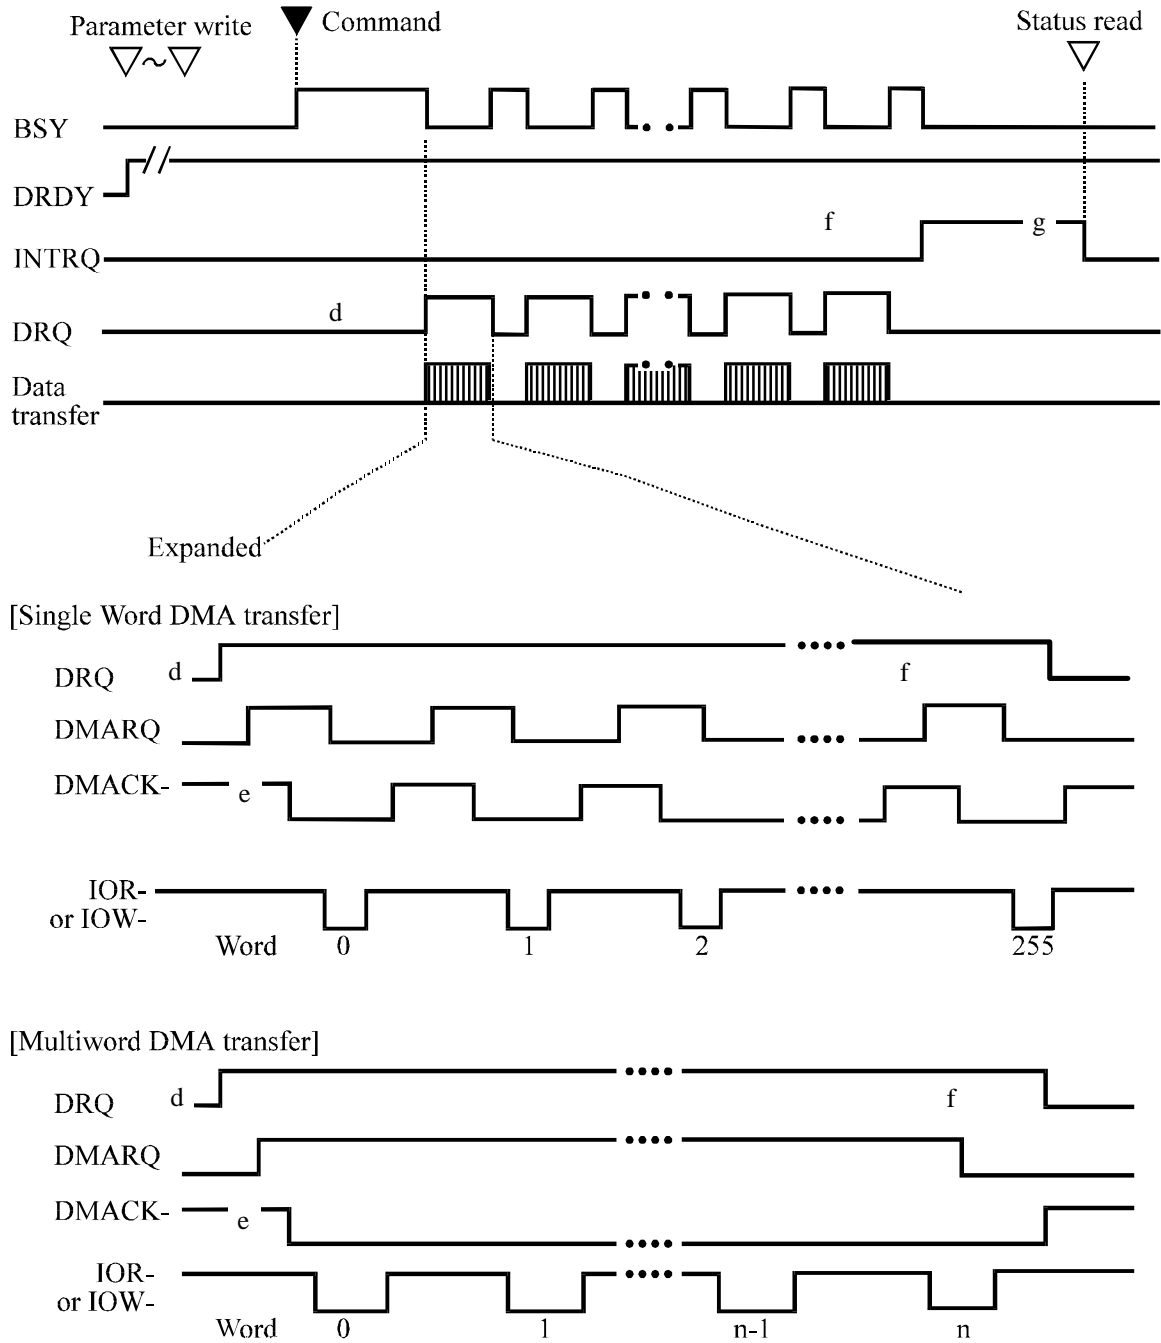 Parameter write
Command
Status read
BSY
DRDY
INTRQ
f
g
DRQ
d
Data
transfer
Expanded
[Single Word DMA transfer]
DRQ
d
f
DMARQ
DMACK-
e
IOR-
or IOW-
Word 0 1 2 255
[Multiword DMA transfer]
DRQ
d
f
DMARQ
DMACK-
e
IOR-
or IOW-
Word 0 1 n-1 n